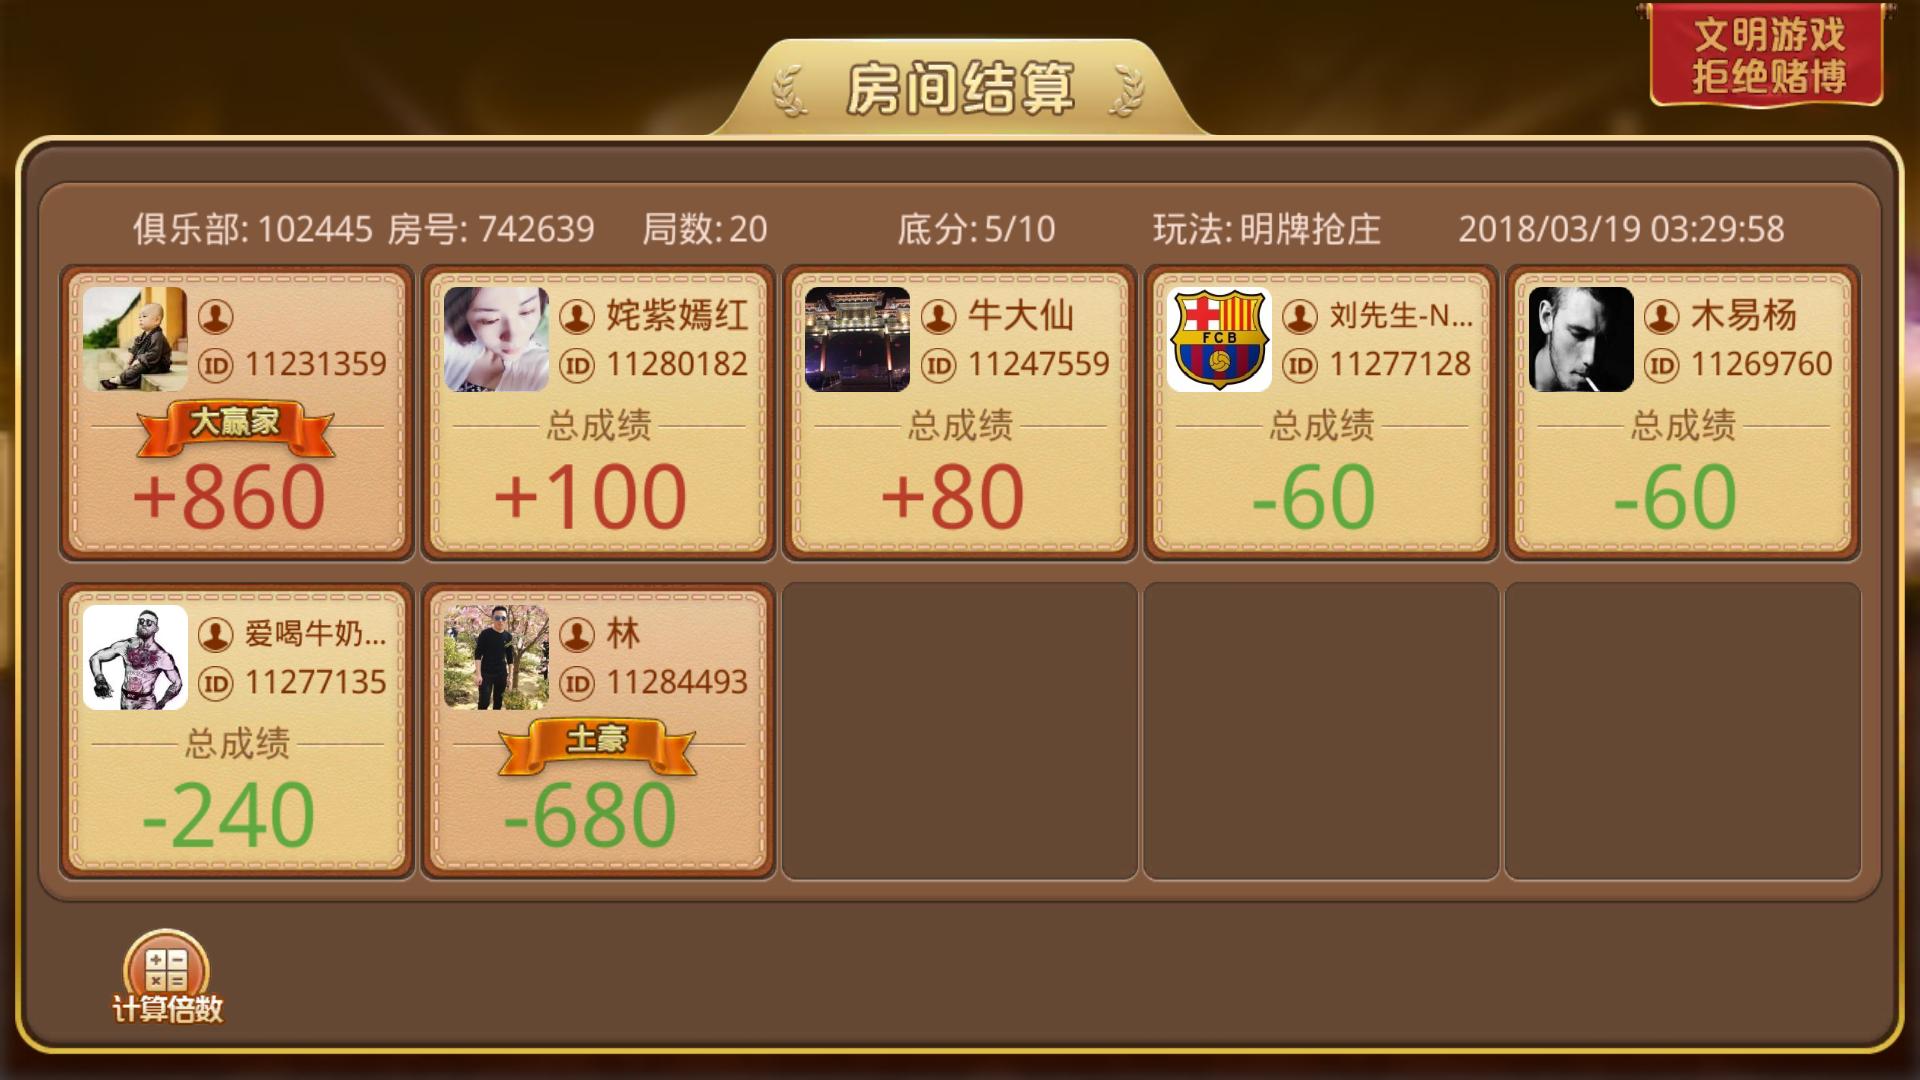 文明游戏
拒绝赌博
房间结算
俱乐部: 102445 房号: 742639 局数: 20 底分: 5/10 玩法: 明牌抢庄 2018/03/19 03:29:58
ID 11231359
大赢家
+860
姹紫嫣红
ID 11280182
总成绩
+100
牛大仙
ID 11247559
总成绩
+80
FCB
刘先生-N...
ID 11277128
总成绩
-60
木易杨
ID 11269760
总成绩
-60
爱喝牛奶...
ID 11277135
总成绩
-240
林
ID 11284493
土豪
-680
计算倍数